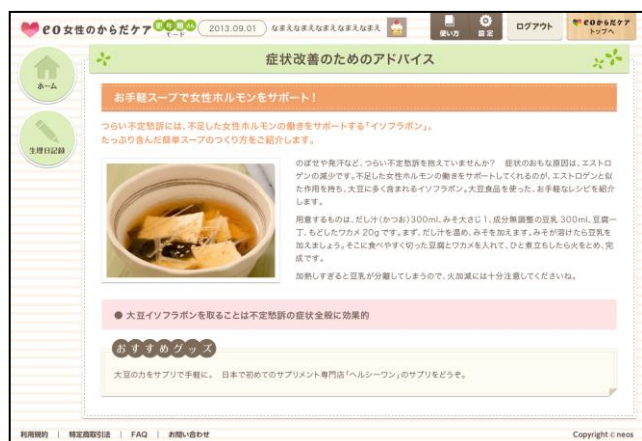 eo女性のからだケア 更年期さん モード 2013.09.01 なまえなまえなまえなまえなまえ 使い方 設定 ログアウト eoからだケア トップへ
ホーム
生理日記録
症状改善のためのアドバイス
お手軽スープで女性ホルモンをサポート！
つらい不定愁訴には、不足した女性ホルモンの働きをサポートする「イソフラボン」。
たっぷり含んだ簡単スープのつくり方をご紹介します。
のぼせや発汗など、つらい不定愁訴を抱えていませんか？ 症状のおもな原因は、エストロ
ゲンの減少です。不足した女性ホルモンの働きをサポートしてくれるのが、エストロゲンと似
た作用を持ち、大豆に多く含まれるイソフラボン。大豆食品を使った、お手軽なレシピを紹介
します。
用意するものは、だし汁（かつお）300ml、みそ大さじ1、成分無調整の豆乳 300ml、豆腐一
丁、もどしたワカメ 20g です。まず、だし汁を温め、みそを加えます。みそが溶けたら豆乳を
加えましょう。そこに食べやすく切った豆腐とワカメを入れて、ひと煮立ちしたら火をとめ、完
成です。
加熱しすぎると豆乳が分離してしまうので、火加減には十分注意してくださいね。
● 大豆イソフラボンを取ることは不定愁訴の症状全般に効果的
おすすめグッズ
大豆の力をサプリで手軽に。 日本で初めてのサプリメント専門店「ヘルシーワン」のサプリをどうぞ。
利用規約 | 特定商取引法 | FAQ | お問い合わせ
Copyright c neos